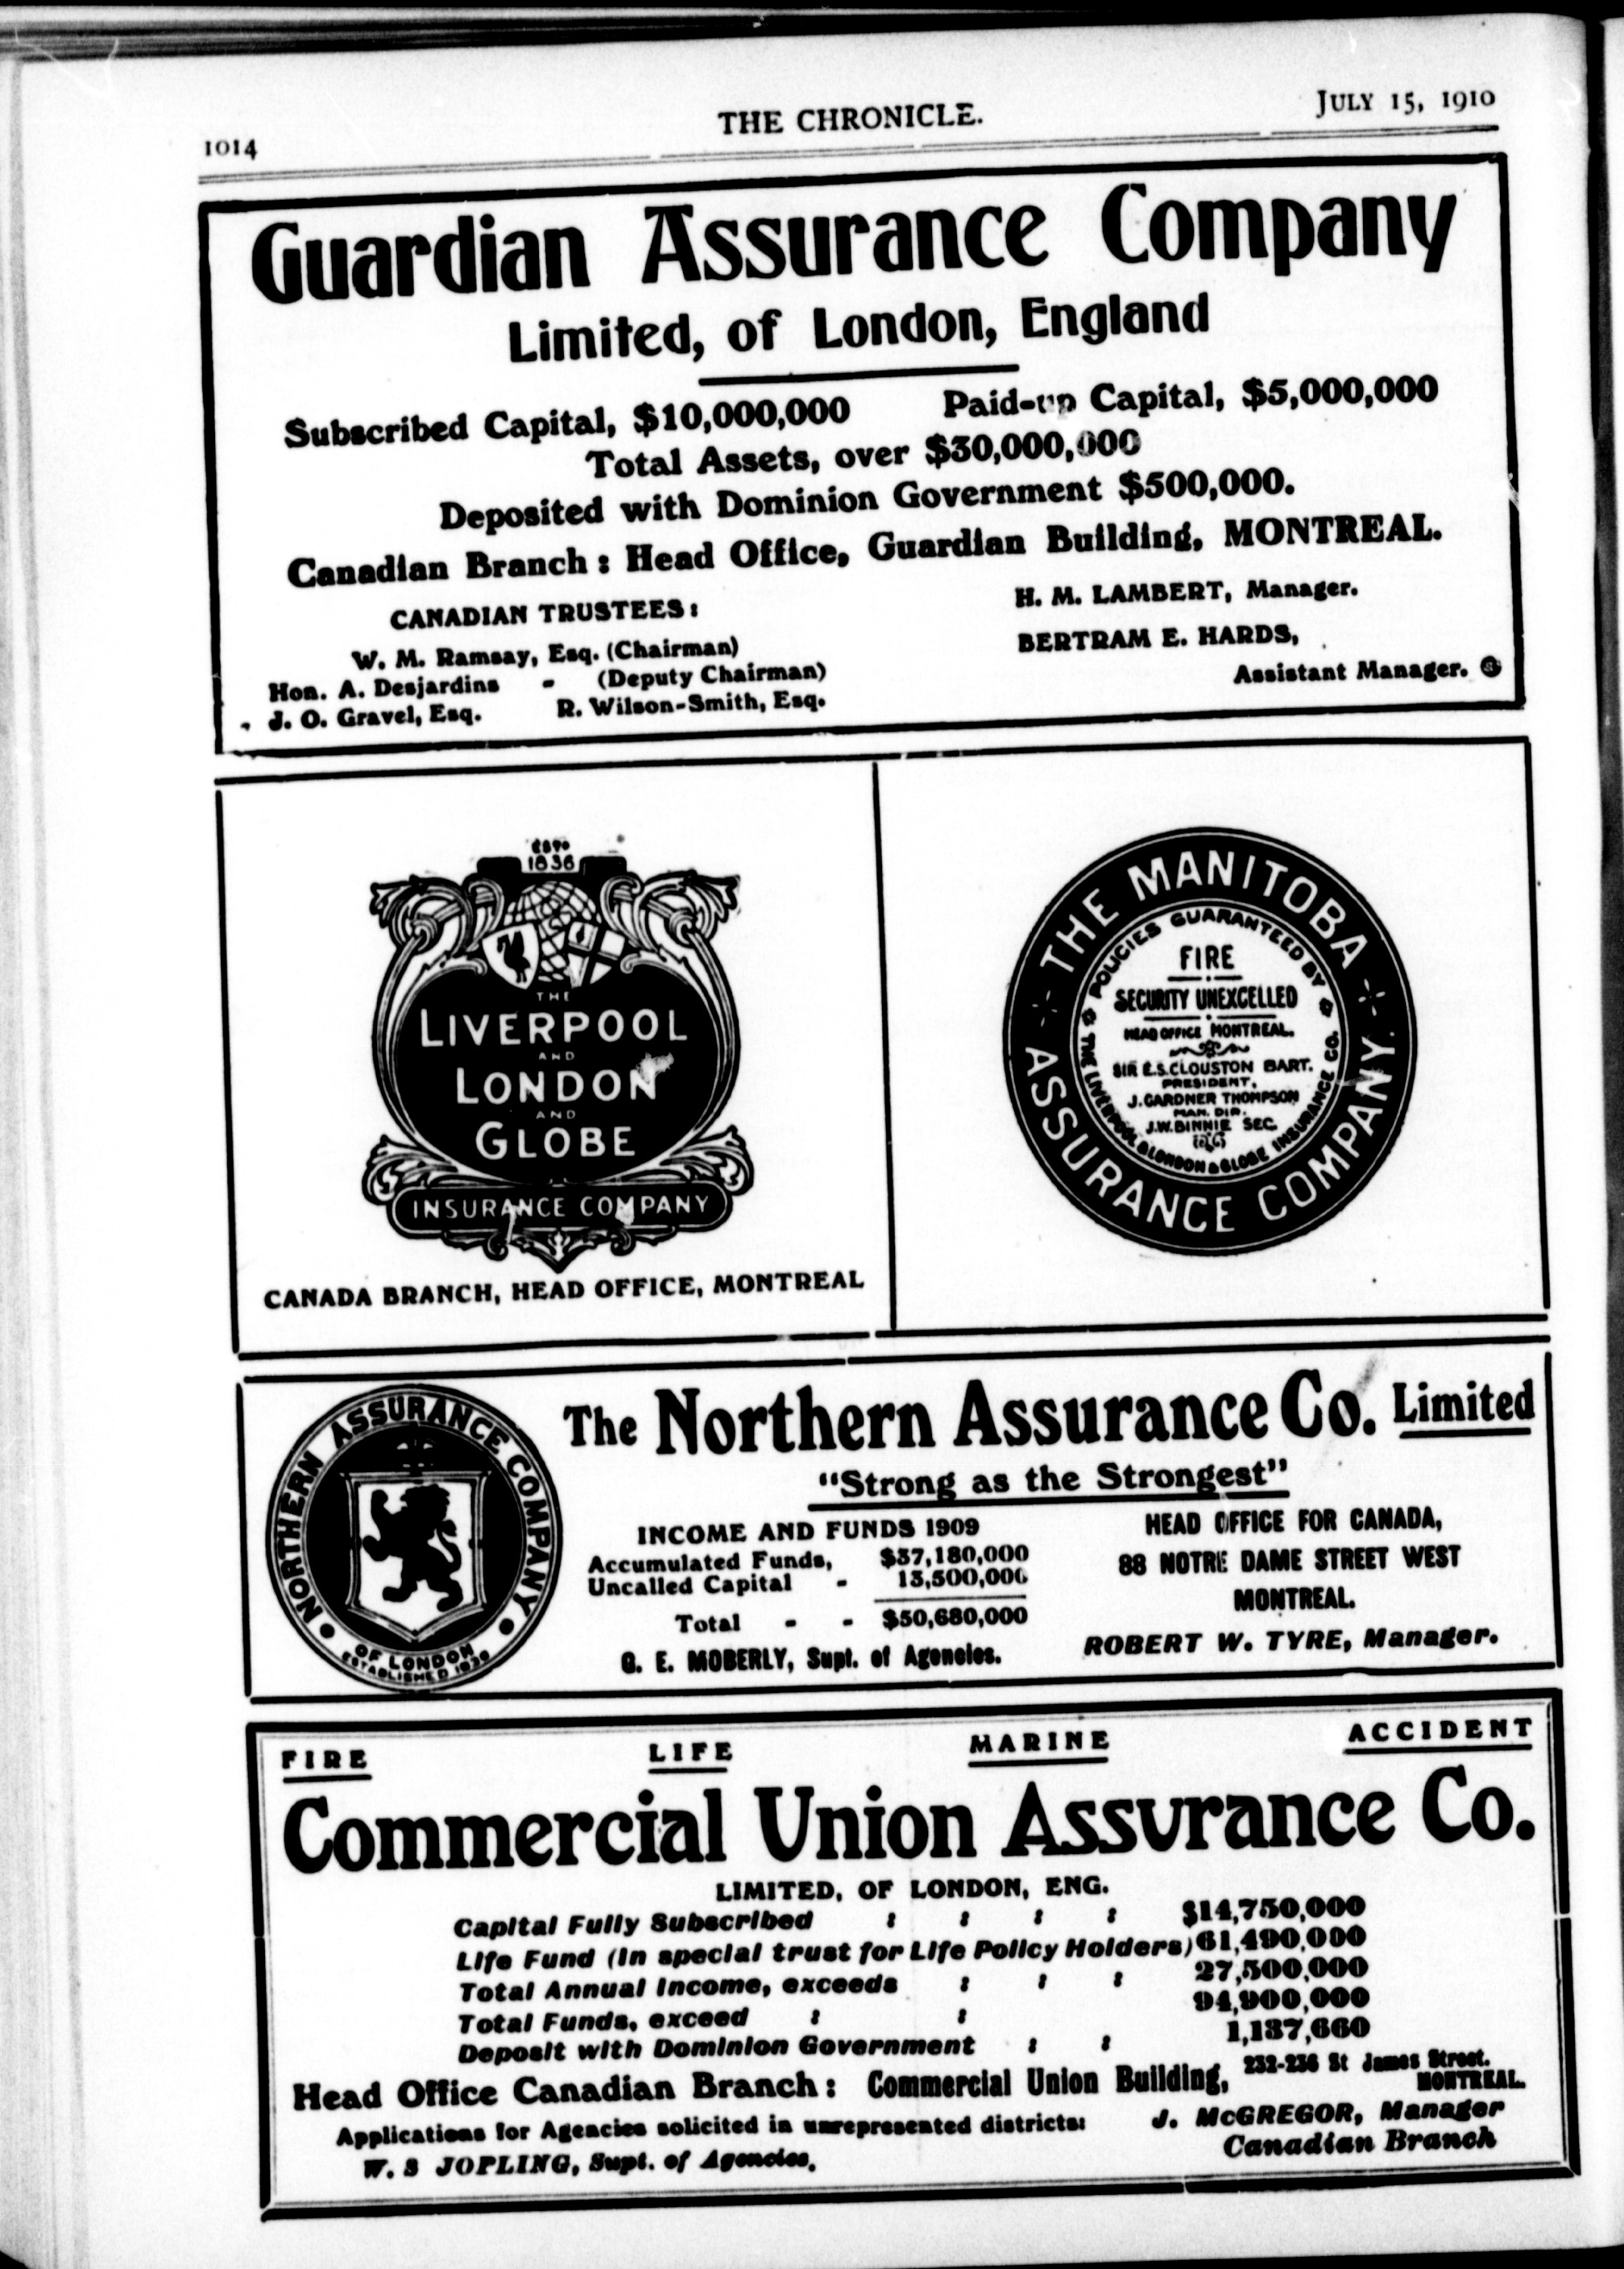 1014
THE CHRONICLE.
JULY 15, 1910
Guardian Assurance Company
Limited, of London, England
Subscribed Capital, $10,000,000 Paid-up Capital, $5,000,000
Total Assets, over $30,000,000
Deposited with Dominion Government $500,000.
Canadian Branch : Head Office, Guardian Building, MONTREAL.
CANADIAN TRUSTEES :
W. M. Ramsay, Esq. (Chairman)
Hon. A. Desjardins - (Deputy Chairman)
J. O. Gravel, Esq. R. Wilson-Smith, Esq.
H. M. LAMBERT, Manager.
BERTRAM E. HARDS,
Assistant Manager.
ESTD
1836
THE
LIVERPOOL
AND
LONDON
AND
GLOBE
INSURANCE COMPANY
CANADA BRANCH, HEAD OFFICE, MONTREAL
THE MANITOBA
ASSURANCE COMPANY.
POLICIES GUARANTEED BY
THE LIVERPOOL & LONDON & GLOBE INSURANCE CO.
FIRE
SECURITY UNEXCELLED
HEAD OFFICE MONTREAL.
SIR E.S. CLOUSTON BART.
PRESIDENT,
J. GARDNER THOMPSON
MAN. DIR.
J.W. BINNIE SEC.
NORTHERN ASSURANCE COMPANY
OF LONDON
The Northern Assurance Co. Limited
"Strong as the Strongest"
INCOME AND FUNDS 1909
Accumulated Funds, $37,180,000
Uncalled Capital - 13,500,000
Total - - $50,680,000
G. E. MOBERLY, Supt. of Agencies.
HEAD OFFICE FOR CANADA,
88 NOTRE DAME STREET WEST
MONTREAL.
ROBERT W. TYRE, Manager.
FIRE LIFE MARINE ACCIDENT
Commercial Union Assurance Co.
LIMITED, OF LONDON, ENG.
Capital Fully Subscribed : : : : $14,750,000
Life Fund (In special trust for Life Policy Holders) 61,490,000
Total Annual Income, exceeds : : : 27,500,000
Total Funds, exceed : : 94,900,000
Deposit with Dominion Government : : 1,137,660
Head Office Canadian Branch : Commercial Union Building, 232-236 St James Street.
MONTREAL.
Applications for Agencies solicited in unrepresented districts:
W. S JOPLING, Supt. of Agencies.
J. McGREGOR, Manager
Canadian Branch